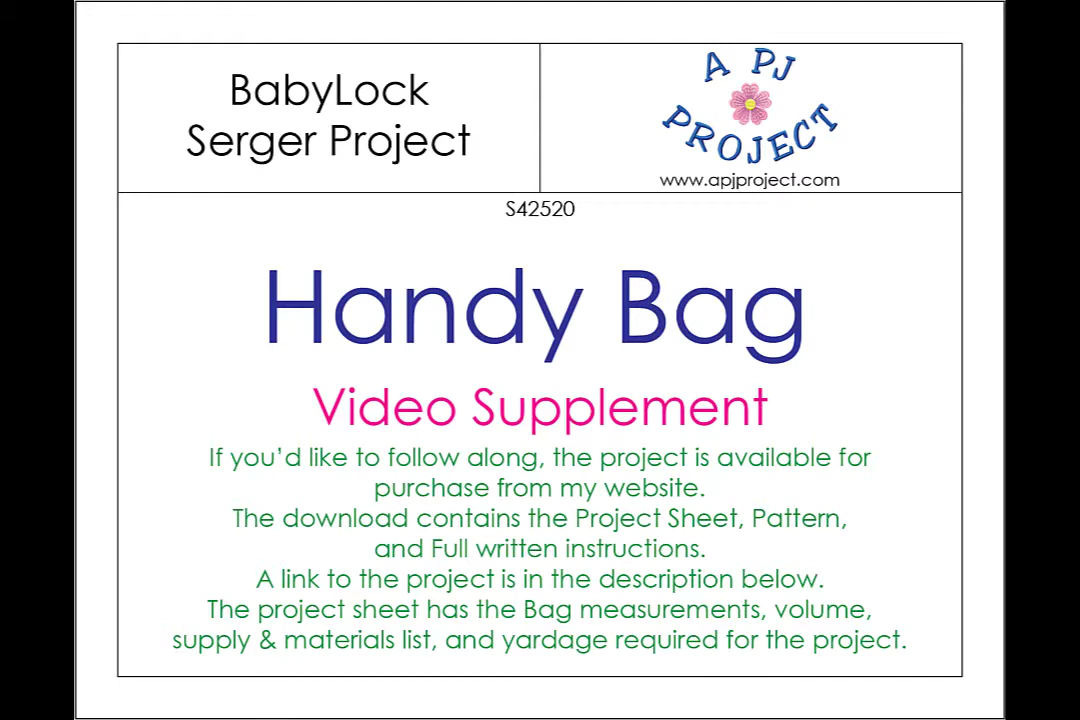 BabyLock
Serger Project
A PJ
PROJECT
www.apjproject.com
S42520
Handy Bag
Video Supplement
If you’d like to follow along, the project is available for
purchase from my website.
The download contains the Project Sheet, Pattern,
and Full written instructions.
A link to the project is in the description below.
The project sheet has the Bag measurements, volume,
supply & materials list, and yardage required for the project.